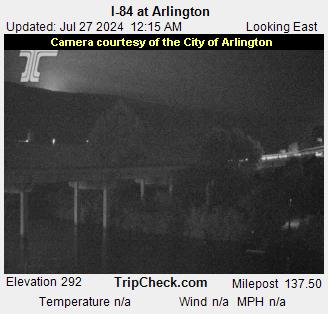 I-84 at Arlington
Updated: Jul 27 2024 12:15 AM Looking East
Camera courtesy of the City of Arlington
Elevation 292 TripCheck.com Milepost 137.50
Temperature n/a Wind n/a MPH n/a